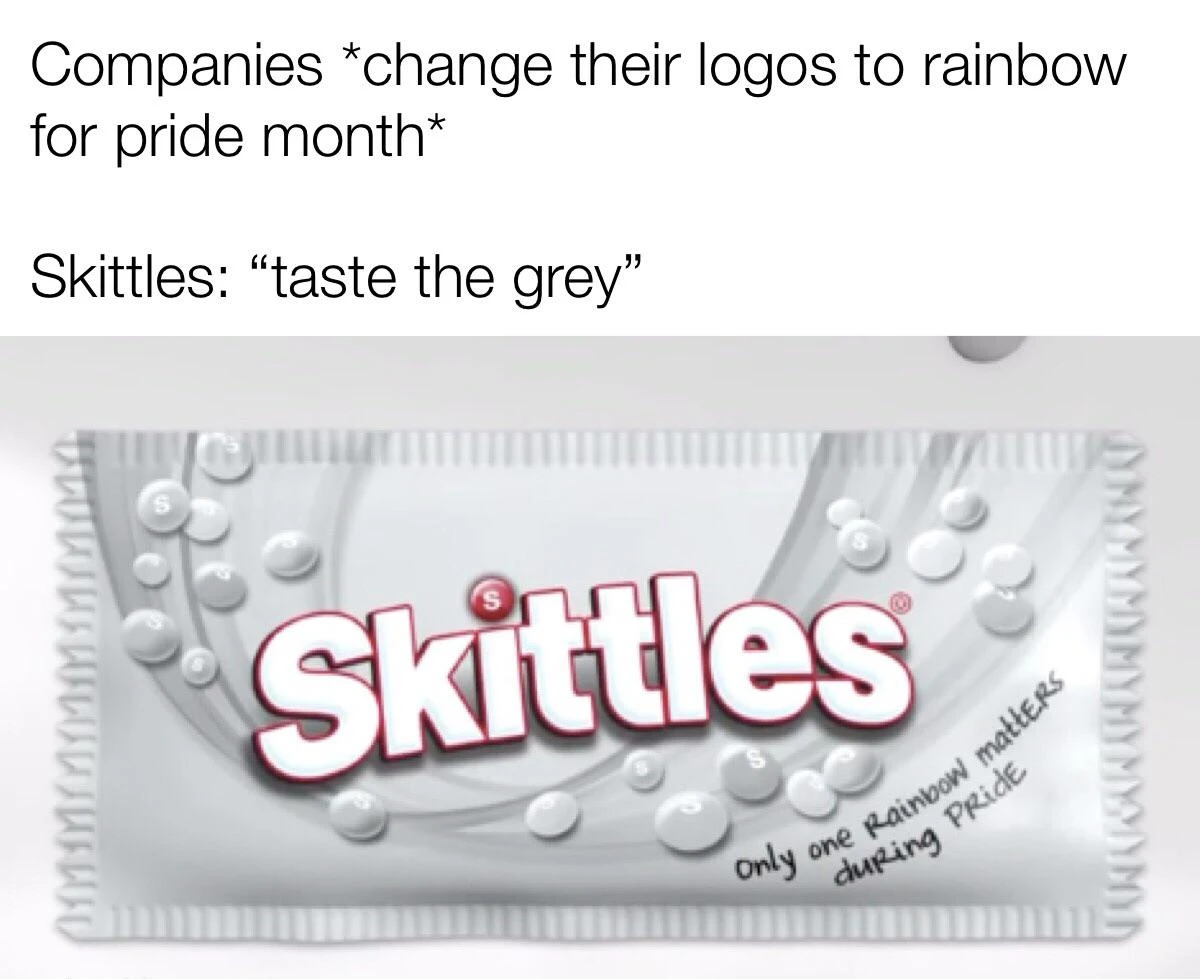 Companies *change their logos to rainbow
for pride month*
Skittles: “taste the grey”
Skittles®
Only one Rainbow matters
during Pride